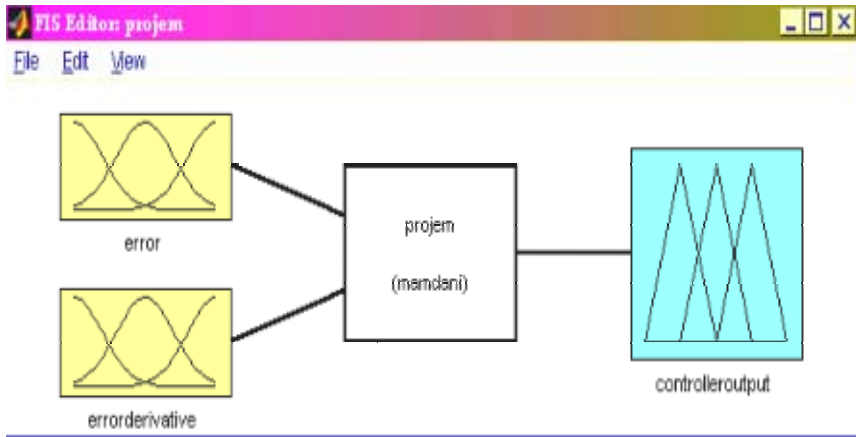 FIS Editor: projem
File Edit View
error
projem
(mamdani)
errorderivative
controlleroutput